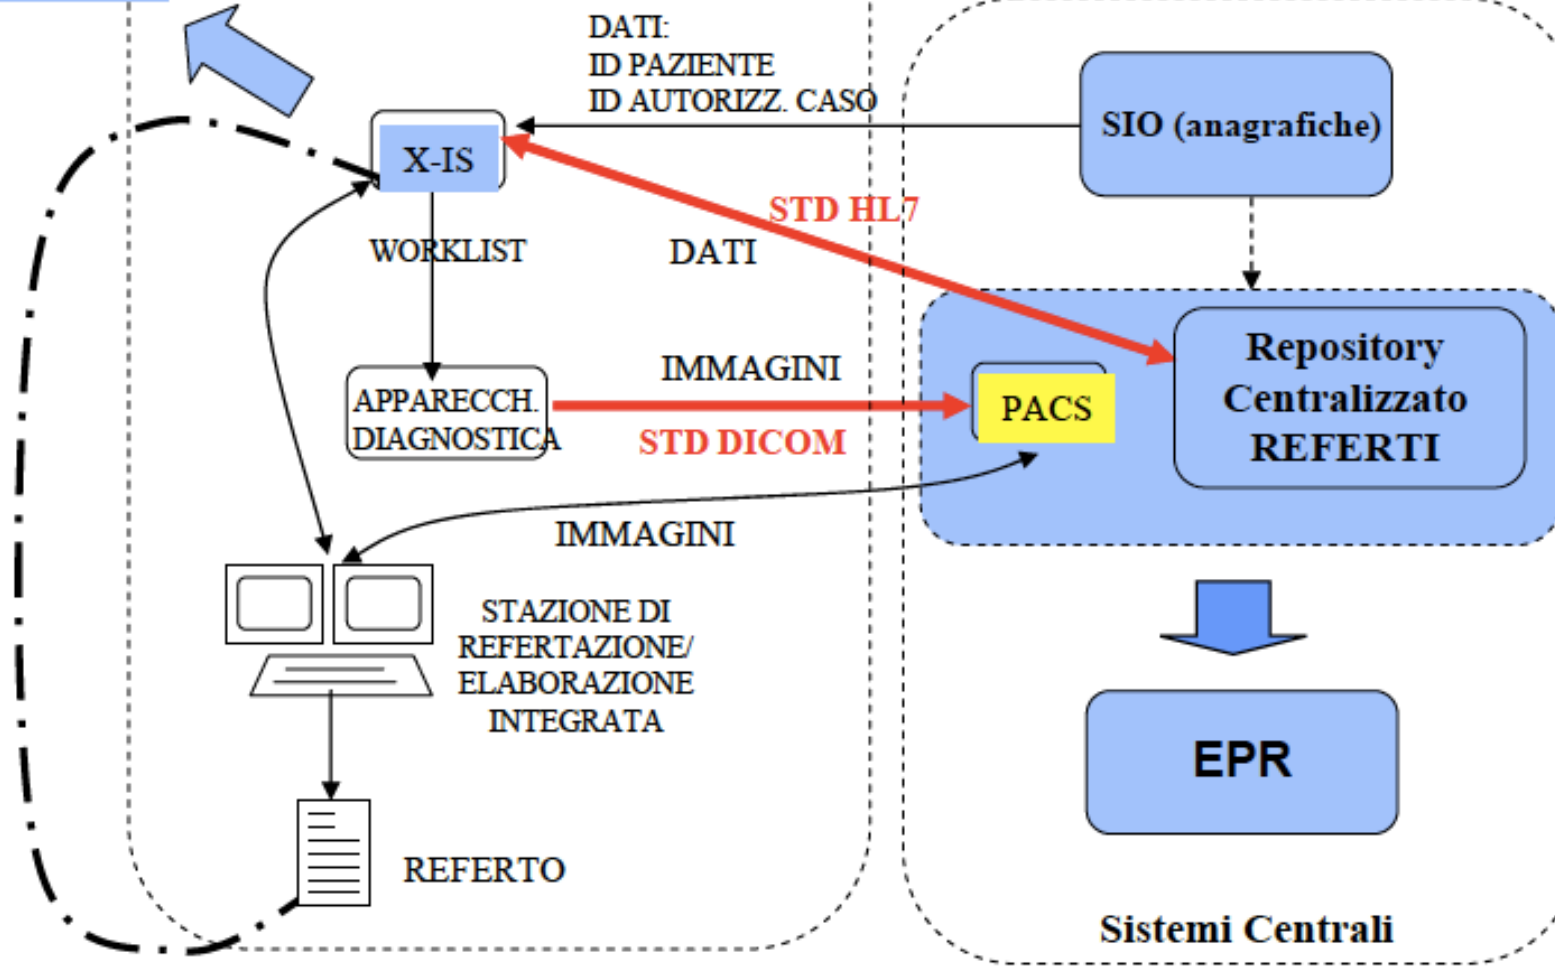 DATI:
ID PAZIENTE
ID AUTORIZZ. CASO
SIO (anagrafiche)
X-IS
STD HL7
WORKLIST
DATI
Repository
Centralizzato
REFERTI
IMMAGINI
APPARECCH.
DIAGNOSTICA
PACS
STD DICOM
IMMAGINI
STAZIONE DI
REFERTAZIONE/
ELABORAZIONE
INTEGRATA
EPR
REFERTO
Sistemi Centrali